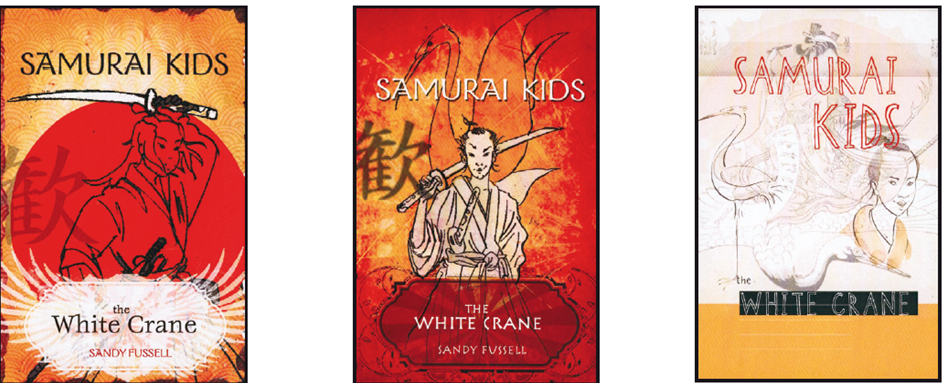 SAMURAI KIDS
歓
the
White Crane
SANDY FUSSELL
SAMURAI KIDS
歓
THE
WHITE CRANE
SANDY FUSSELL
SAMURAI
KIDS
the
WHITE CRANE